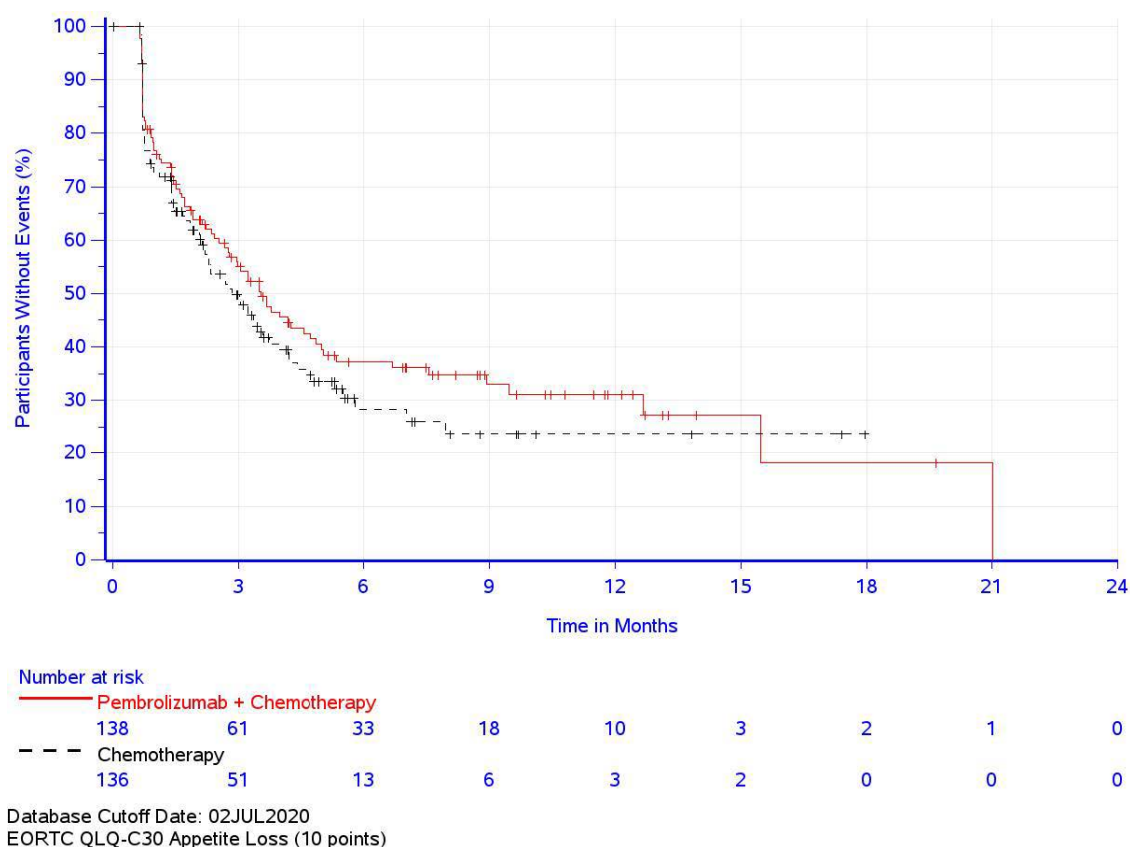 Participants Without Events (%)
100
90
80
70
60
50
40
30
20
10
0
0 3 6 9 12 15 18 21 24
Time in Months
Number at risk
Pembrolizumab + Chemotherapy
138 61 33 18 10 3 2 1 0
Chemotherapy
136 51 13 6 3 2 0 0 0
Database Cutoff Date: 02JUL2020
EORTC QLQ-C30 Appetite Loss (10 points)